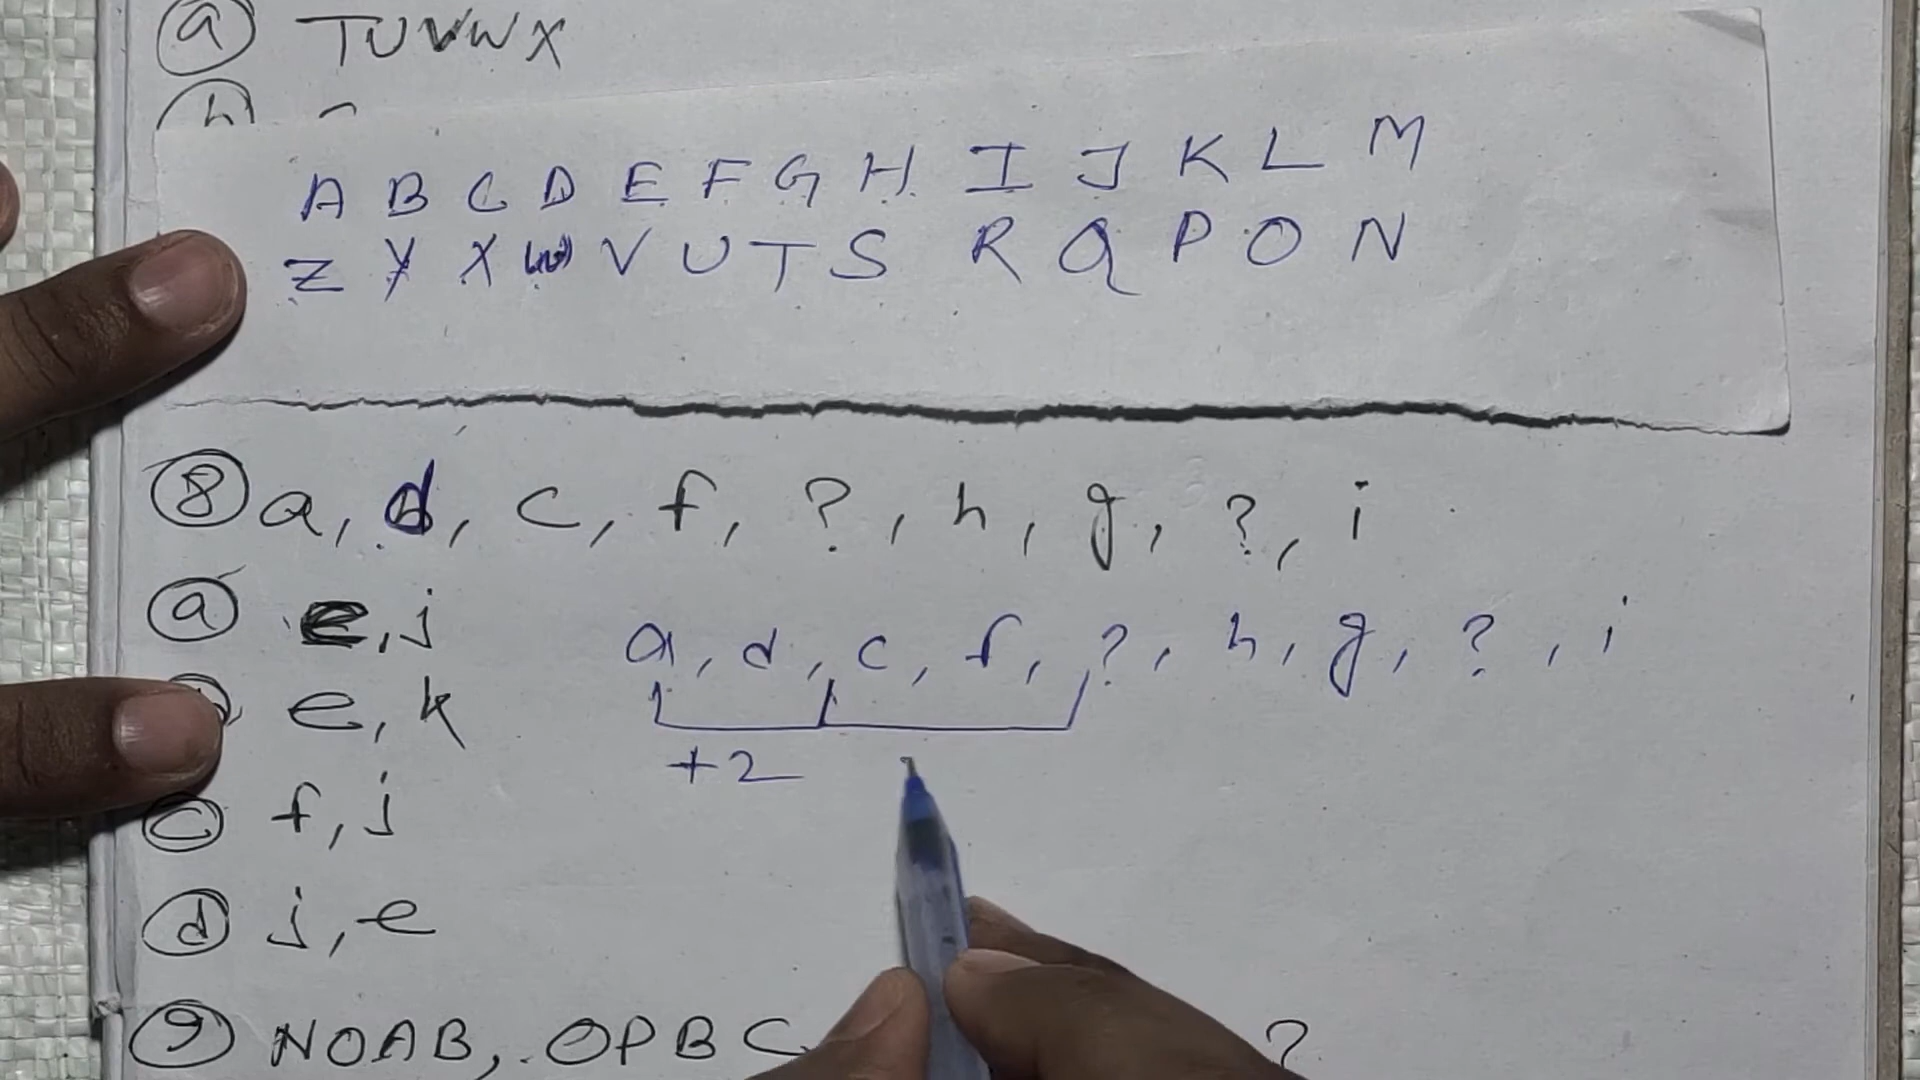 a TUVWX
A B C D E F G H I J K L M
Z Y X W V U T S R Q P O N
8 a, d, c, f, ?, h, g, ?, i
a e, j
a, d, c, f, ?, h, g, ?, i
e, k
+2
c f, j
d j, e
9 NOAB, OPBC ?